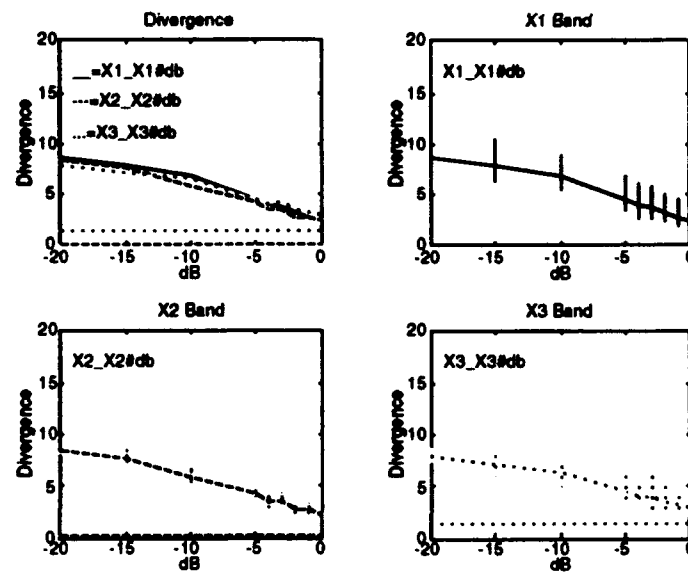 Divergence
20
15
10
5
0
Divergence
__=X1_X1#db
---=X2_X2#db
...=X3_X3#db
-20 -15 -10 -5 0
dB
X1 Band
20
15
10
5
0
Divergence
X1_X1#db
-20 -15 -10 -5 0
dB
X2 Band
20
15
10
5
0
Divergence
X2_X2#db
-20 -15 -10 -5 0
dB
X3 Band
20
15
10
5
0
Divergence
X3_X3#db
-20 -15 -10 -5 0
dB